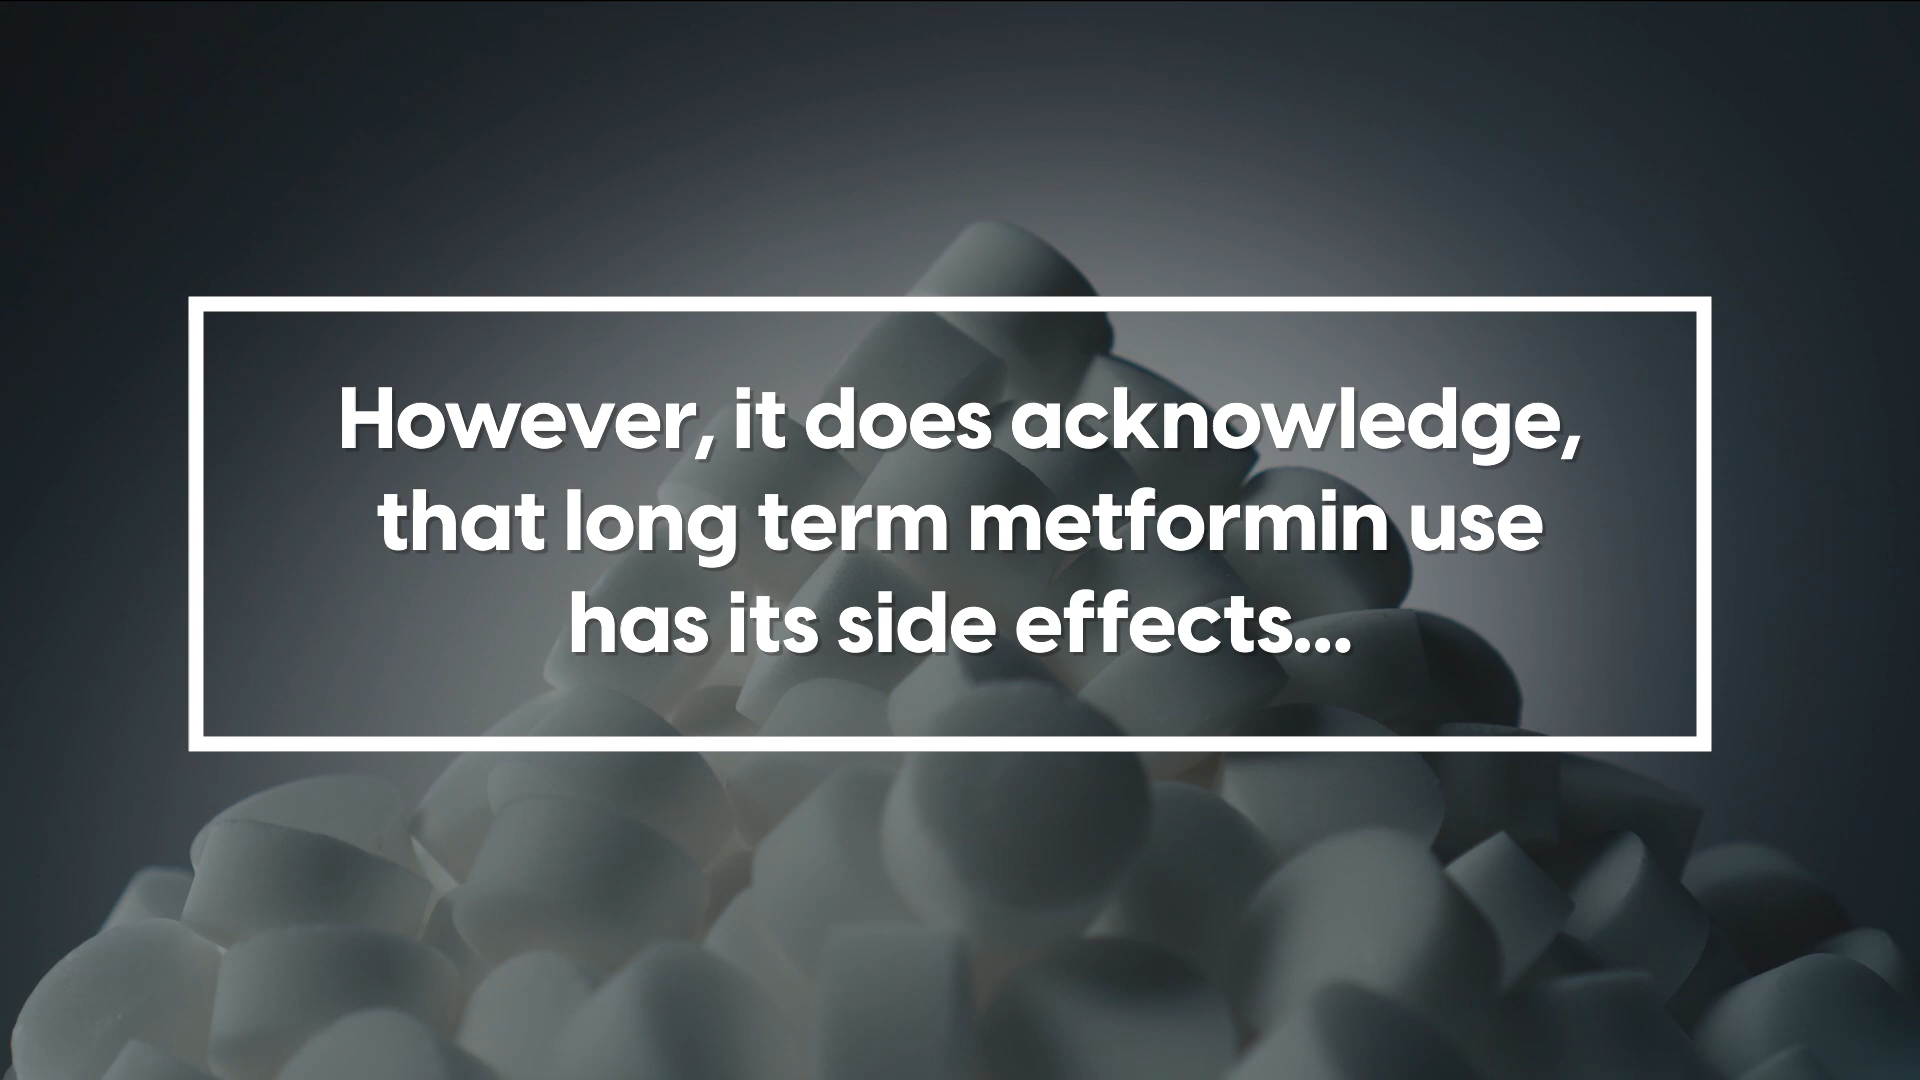 However, it does acknowledge,
that long term metformin use
has its side effects...